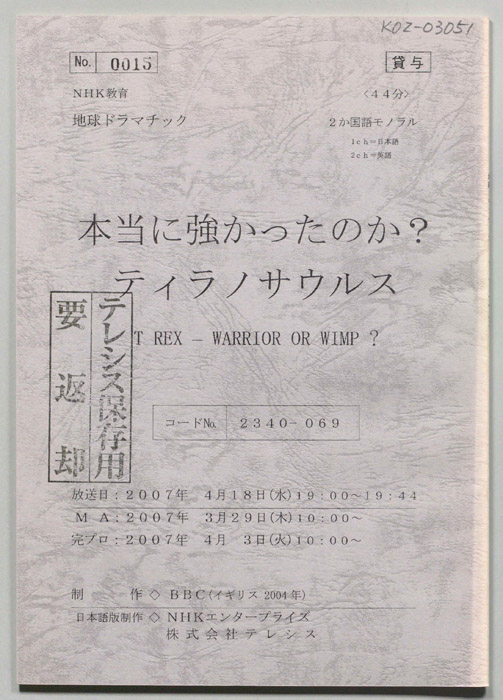 K02-03051
No. 0015
貸与
NHK教育
〈44分〉
地球ドラマチック
2か国語モノラル
1ch=日本語
2ch=英語
本当に強かったのか?
ティラノサウルス
T REX – WARRIOR OR WIMP ?
テレシス保存用
要返却
コードNo. 2340-069
放送日:2007年 4月18日(水)19:00~19:44
MA:2007年 3月29日(木)10:00~
完プロ:2007年 4月 3日(火)10:00~
制作◇ BBC(イギリス 2004年)
日本語版制作◇ NHKエンタープライズ
株式会社テレシス